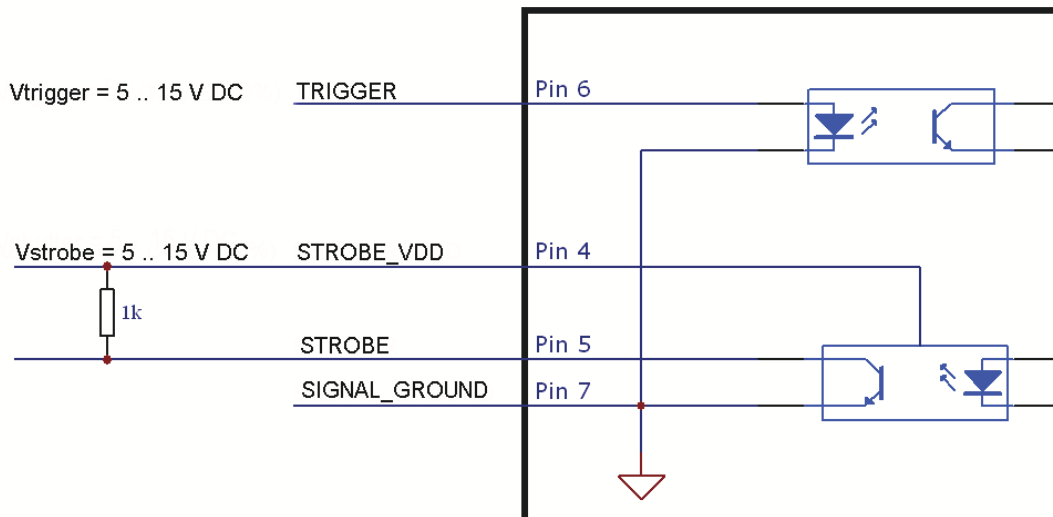 Vtrigger = 5 .. 15 V DC TRIGGER Pin 6
Vstrobe = 5 .. 15 V DC STROBE_VDD Pin 4
1k
STROBE Pin 5
SIGNAL_GROUND Pin 7